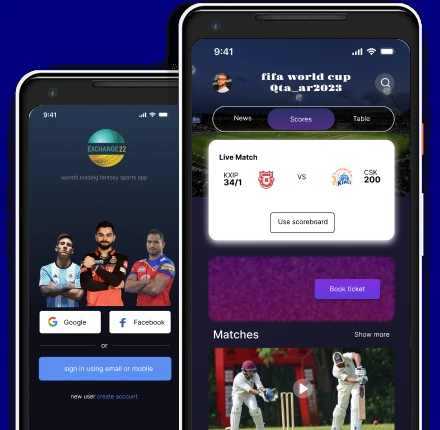 9:41
EXCHANGE22
world's leading fantasy sports app
Google
Facebook
or
sign in using email or mobile
new user create account
9:41
fifa world cup
Qta_ar2023
News
Scores
Table
Live Match
KXIP
34/1
VS
CSK
200
Use scoreboard
Book ticket
Matches
Show more